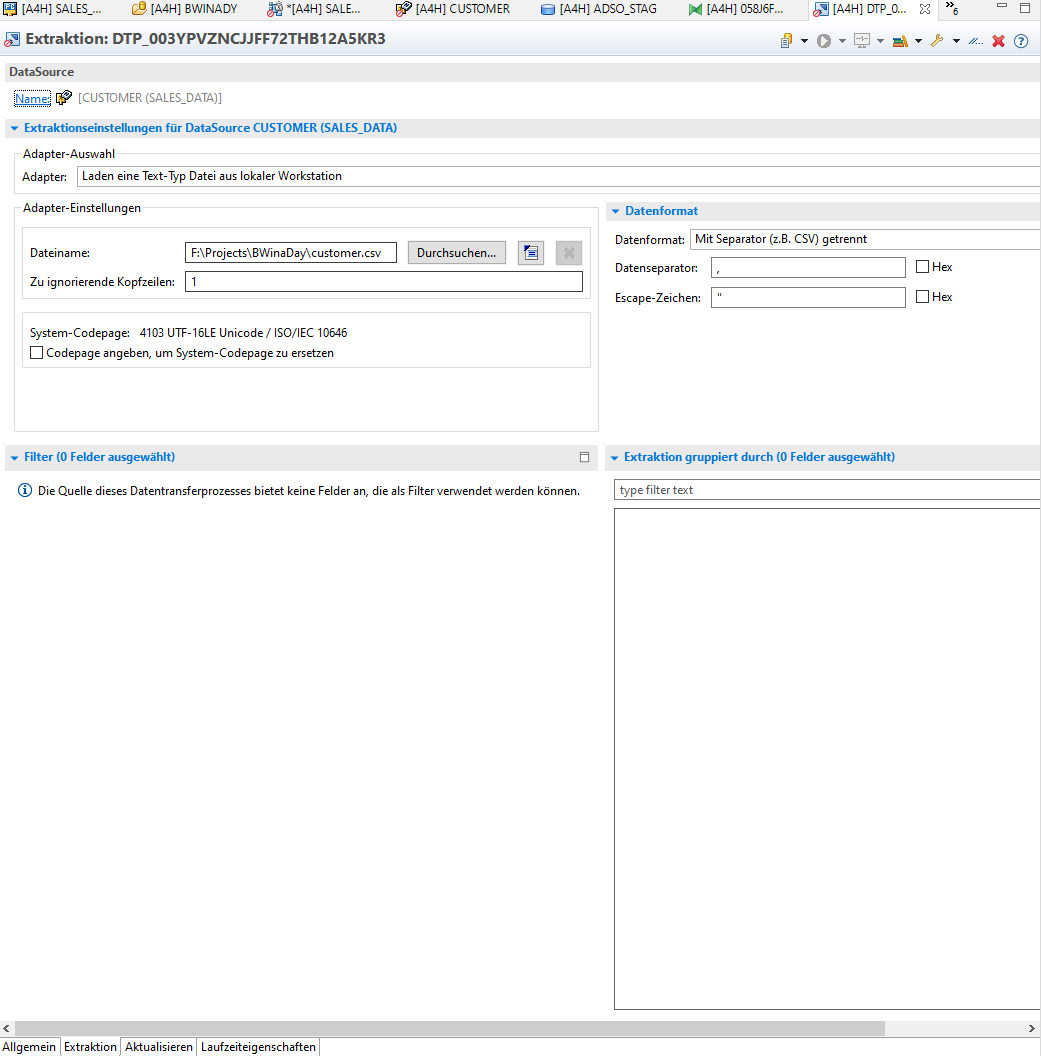 [A4H] SALES_... [A4H] BWINADY *[A4H] SALE... [A4H] CUSTOMER [A4H] ADSO_STAG [A4H] 058/6F... [A4H] DTP_0... 6
Extraktion: DTP_003YPVZNCJJFF72THB12A5KR3
DataSource
Name: [CUSTOMER (SALES_DATA)]
Extraktionseinstellungen für DataSource CUSTOMER (SALES_DATA)
Adapter-Auswahl
Adapter: Laden eine Text-Typ Datei aus lokaler Workstation
Adapter-Einstellungen
Dateiname: F:\Projects\BWinaDay\customer.csv Durchsuchen...
Zu ignorierende Kopfzeilen: 1
System-Codepage: 4103 UTF-16LE Unicode / ISO/IEC 10646
Codepage angeben, um System-Codepage zu ersetzen
Datenformat
Datenformat: Mit Separator (z.B. CSV) getrennt
Datenseparator: , Hex
Escape-Zeichen: " Hex
Filter (0 Felder ausgewählt)
Die Quelle dieses Datentransferprozesses bietet keine Felder an, die als Filter verwendet werden können.
Extraktion gruppiert durch (0 Felder ausgewählt)
type filter text
Allgemein Extraktion Aktualisieren Laufzeiteigenschaften